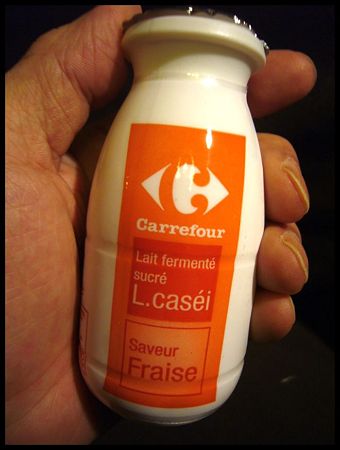 Carrefour
Lait fermenté
sucré
L.caséi
Saveur
Fraise